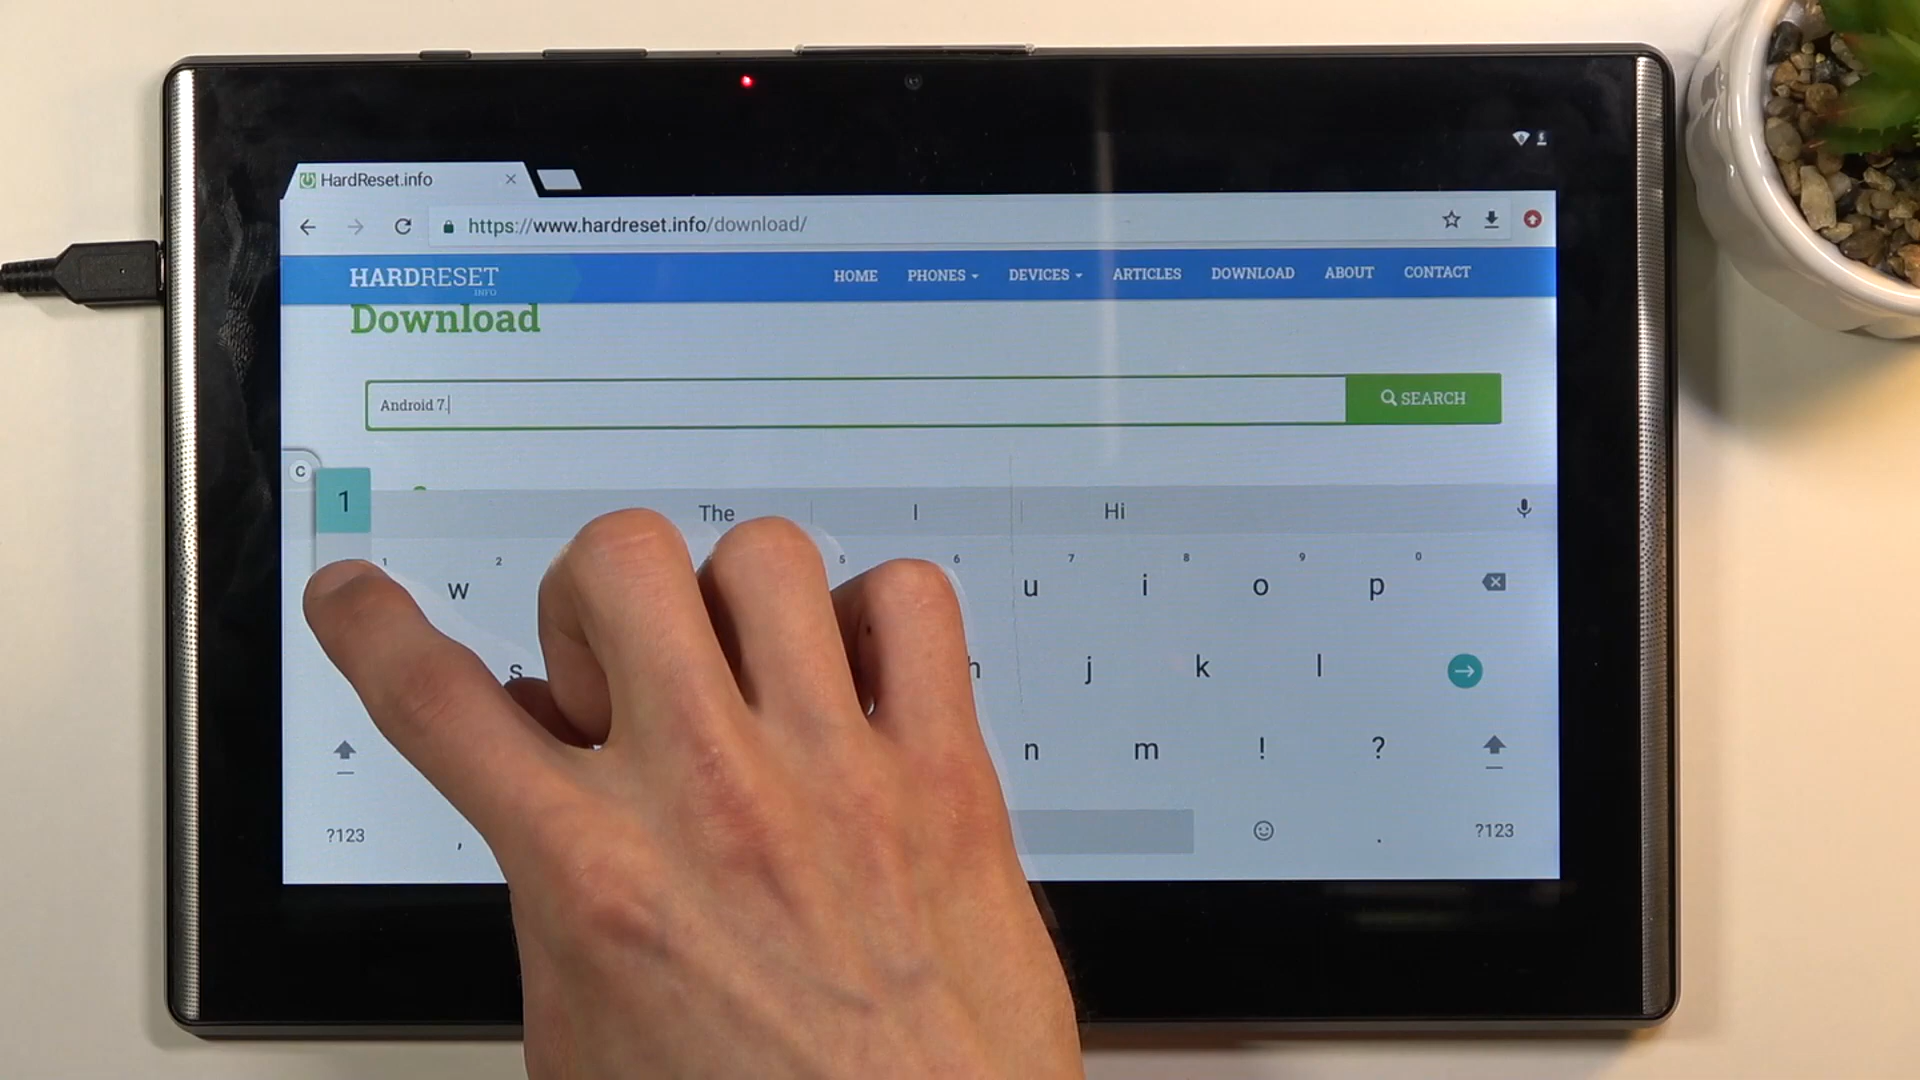 HardReset.info
https://www.hardreset.info/download/
HARDRESET
INFO
HOME PHONES DEVICES ARTICLES DOWNLOAD ABOUT CONTACT
Download
Android 7.
SEARCH
C
1
The I Hi
1 2 5 6 7 8 9 0
w u i o p
s h j k l
n m ! ?
?123 , . ?123